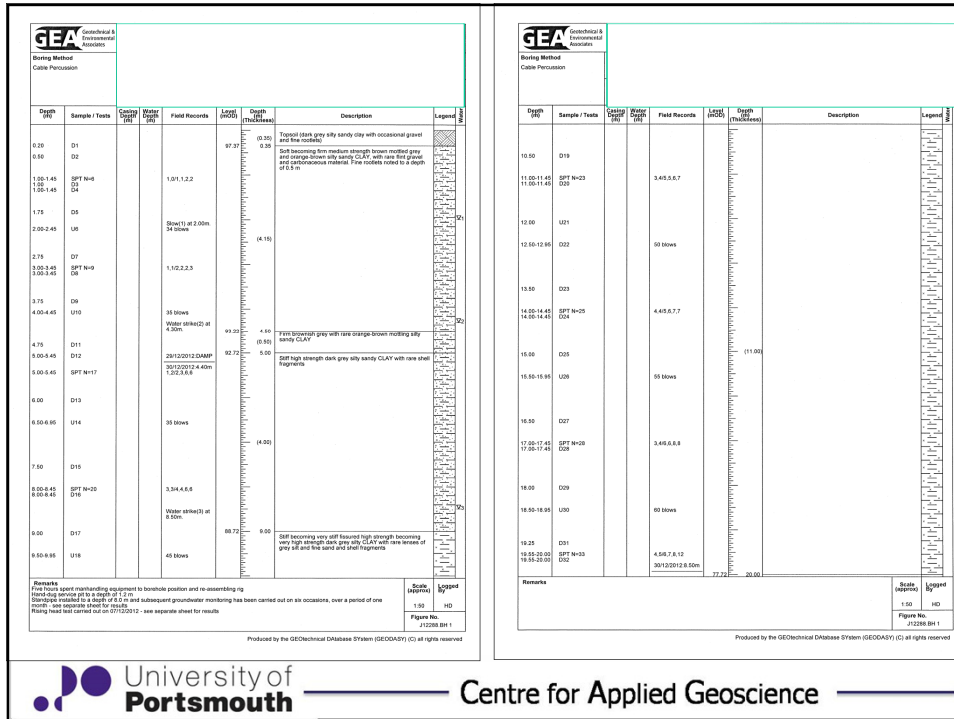 GEA Geotechnical &
Environmental
Associates
Boring Method
Cable Percussion
Depth (m) Sample / Tests Casing Depth (m) Water Depth (m) Field Records Level (mOD) Depth (m) (Thickness) Description Legend Water
(0.35) Topsoil (dark grey silty sandy clay with occasional gravel
and fine rootlets)
0.20 D1 97.37 0.35
Soft becoming firm medium strength brown mottled grey
0.50 D2 and orange-brown silty sandy CLAY, with rare flint gravel
and carbonaceous material. Fine rootlets noted to a depth
of 0.5 m
1.00-1.45 SPT N=6 1,0/1,1,2,2
1.00 D3
1.00-1.45 D4
1.75 D5
∇1
Slow(1) at 2.00m.
2.00-2.45 U6 34 blows
(4.15)
2.75 D7
3.00-3.45 SPT N=9 1,1/2,2,2,3
3.00-3.45 D8
3.75 D9
4.00-4.45 U10 35 blows
Water strike(2) at ∇2
4.30m.
93.22 4.50
Firm brownish grey with rare orange-brown mottling silty
sandy CLAY
4.75 D11 (0.50)
5.00-5.45 D12 29/12/2012:DAMP 92.72 5.00
Stiff high strength dark grey silty sandy CLAY with rare shell
fragments
30/12/2012:4.40m
5.00-5.45 SPT N=17 1,2/2,3,6,6
6.00 D13
6.50-6.95 U14 35 blows
(4.00)
7.50 D15
8.00-8.45 SPT N=20 3,3/4,4,6,6
8.00-8.45 D16
Water strike(3) at ∇3
8.50m.
9.00 D17 88.72 9.00
Stiff becoming very stiff fissured high strength becoming
very high strength dark grey silty CLAY with rare lenses of
grey silt and fine sand and shell fragments
9.50-9.95 U18 45 blows
Remarks
Five hours spent manhandling equipment to borehole position and re-assembling rig
Hand-dug service pit to a depth of 1.2 m
Standpipe installed to a depth of 8.0 m and subsequent groundwater monitoring has been carried out on six occasions, over a period of one
month - see separate sheet for results
Rising head test carried out on 07/12/2012 - see separate sheet for results
Scale (approx) Logged By
1:50 HD
Figure No.
J12288.BH 1
Produced by the GEOtechnical DAtabase SYstem (GEODASY) (C) all rights reserved
GEA Geotechnical &
Environmental
Associates
Boring Method
Cable Percussion
Depth (m) Sample / Tests Casing Depth (m) Water Depth (m) Field Records Level (mOD) Depth (m) (Thickness) Description Legend Water
10.50 D19
11.00-11.45 SPT N=23 3,4/5,5,6,7
11.00-11.45 D20
12.00 U21
12.50-12.95 D22 50 blows
13.50 D23
14.00-14.45 SPT N=25 4,4/5,6,7,7
14.00-14.45 D24
15.00 D25 (11.00)
15.50-15.95 U26 55 blows
16.50 D27
17.00-17.45 SPT N=28 3,4/6,6,8,8
17.00-17.45 D28
18.00 D29
18.50-18.95 U30 60 blows
19.25 D31
19.55-20.00 SPT N=33 4,5/6,7,8,12
19.55-20.00 D32
30/12/2012:8.50m
77.72 20.00
Remarks
Scale (approx) Logged By
1:50 HD
Figure No.
J12288.BH 1
Produced by the GEOtechnical DAtabase SYstem (GEODASY) (C) all rights reserved
University of
Portsmouth
Centre for Applied Geoscience